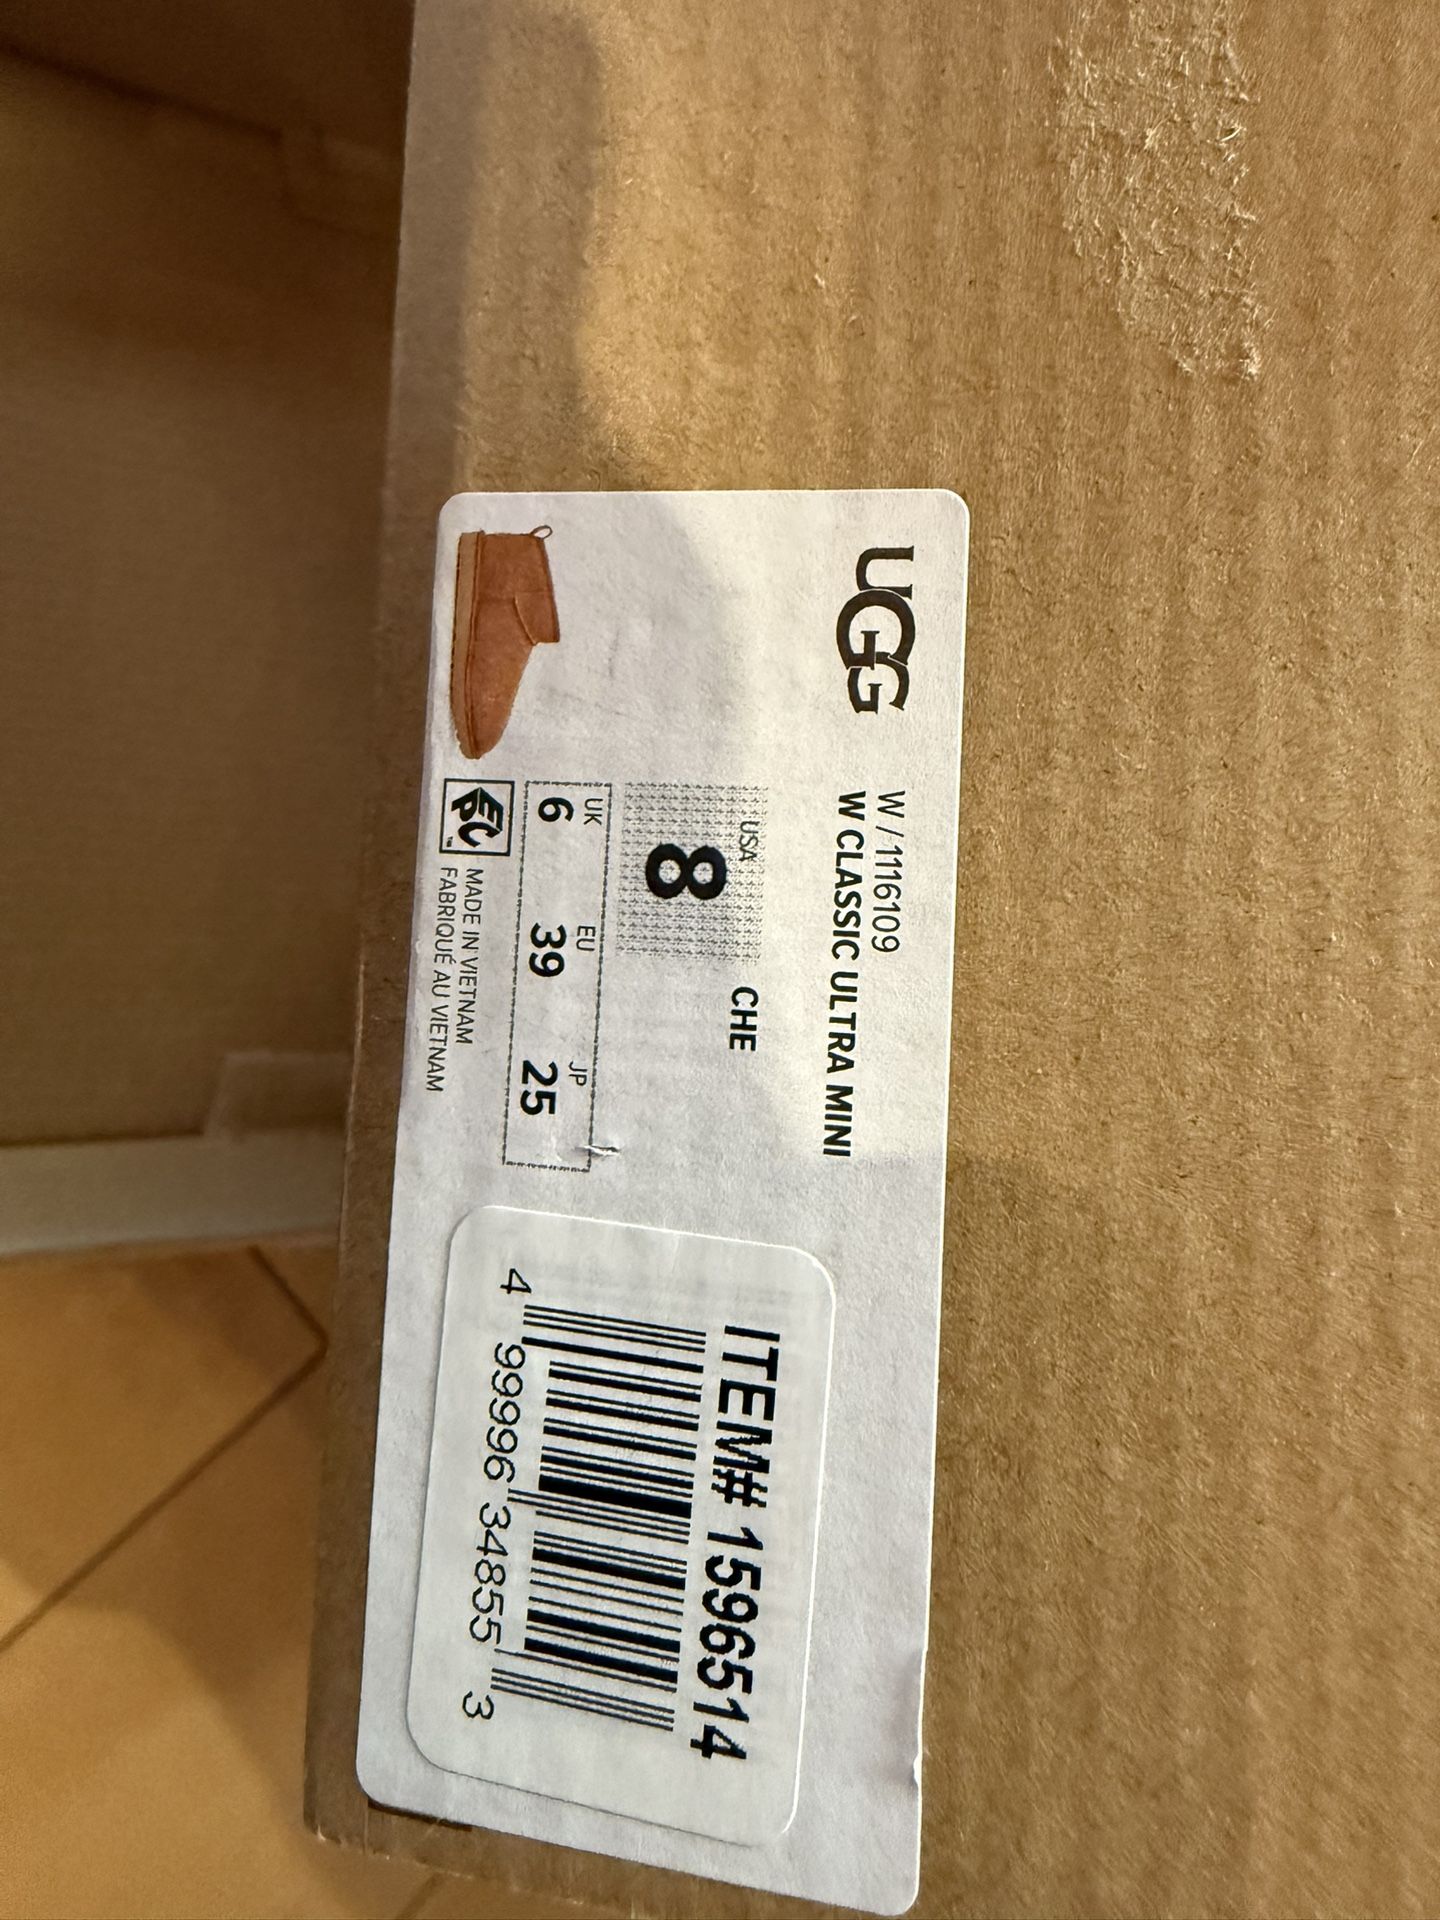 UGG
W / 1116109
W CLASSIC ULTRA MINI
USA
8
CHE
UK EU JP
6 39 25
EPC™
MADE IN VIETNAM
FABRIQUÉ AU VIETNAM
ITEM# 1596514
4 99996 34855 3